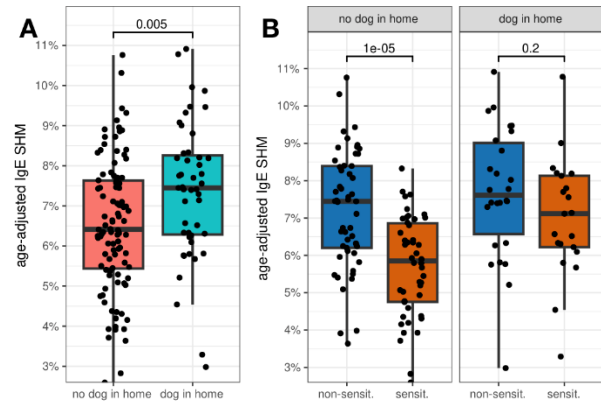 A
0.005
age-adjusted IgE SHM
11%
10%
9%
8%
7%
6%
5%
4%
3%
no dog in home
dog in home
B
no dog in home
dog in home
1e-05
0.2
age-adjusted IgE SHM
11%
10%
9%
8%
7%
6%
5%
4%
3%
non-sensit.
sensit.
non-sensit.
sensit.